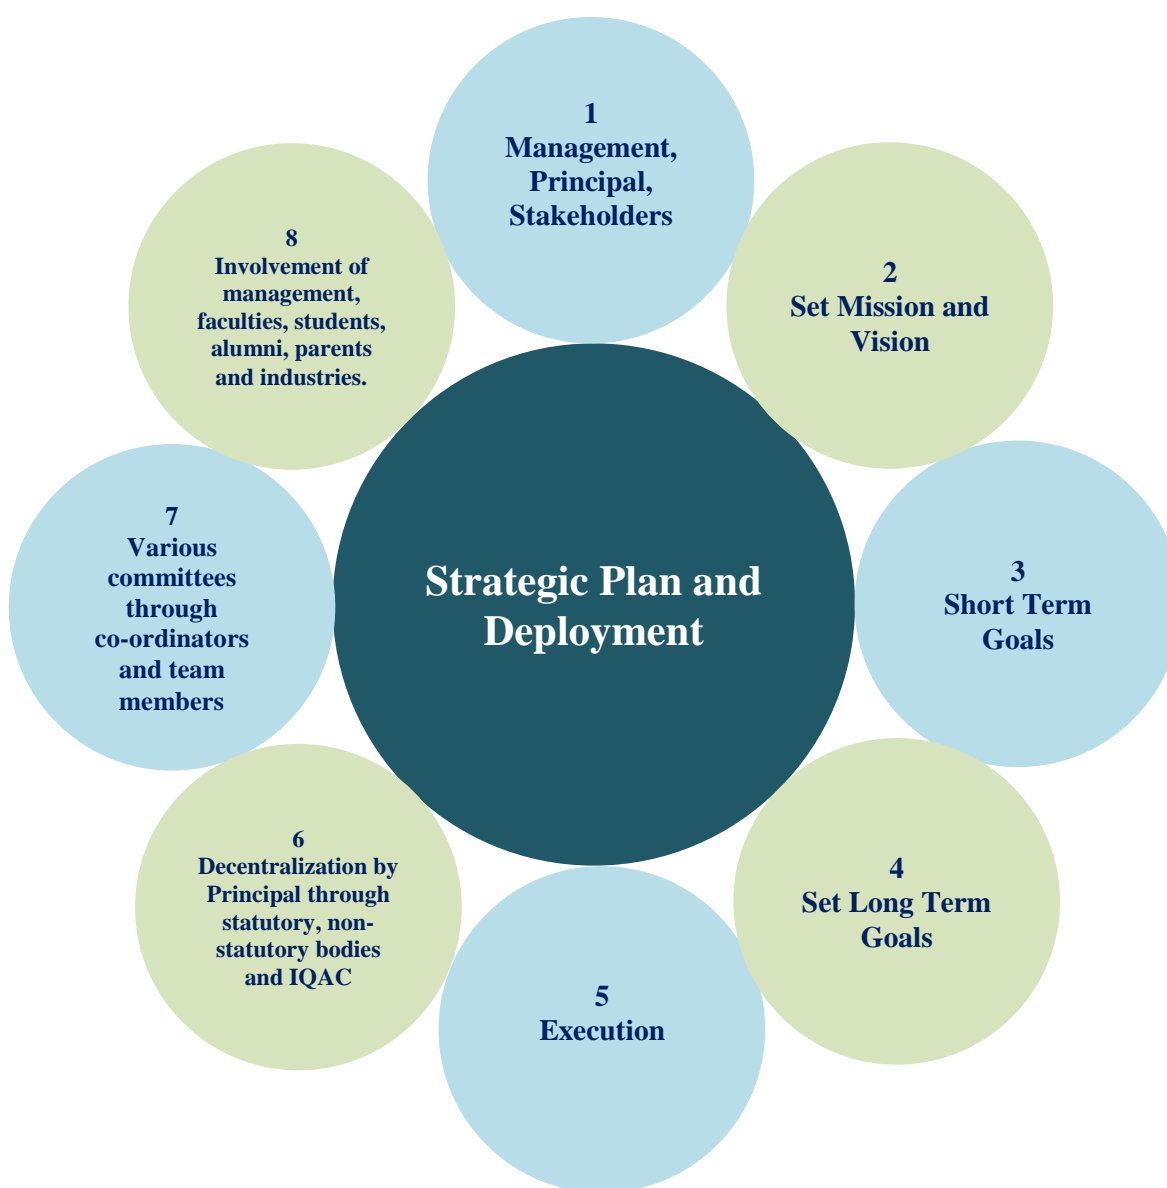 1
Management,
Principal,
Stakeholders
2
Set Mission and
Vision
3
Short Term
Goals
4
Set Long Term
Goals
5
Execution
6
Decentralization by
Principal through
statutory, non-
statutory bodies
and IQAC
7
Various
committees
through
co-ordinators
and team
members
8
Involvement of
management,
faculties, students,
alumni, parents
and industries.
Strategic Plan and
Deployment